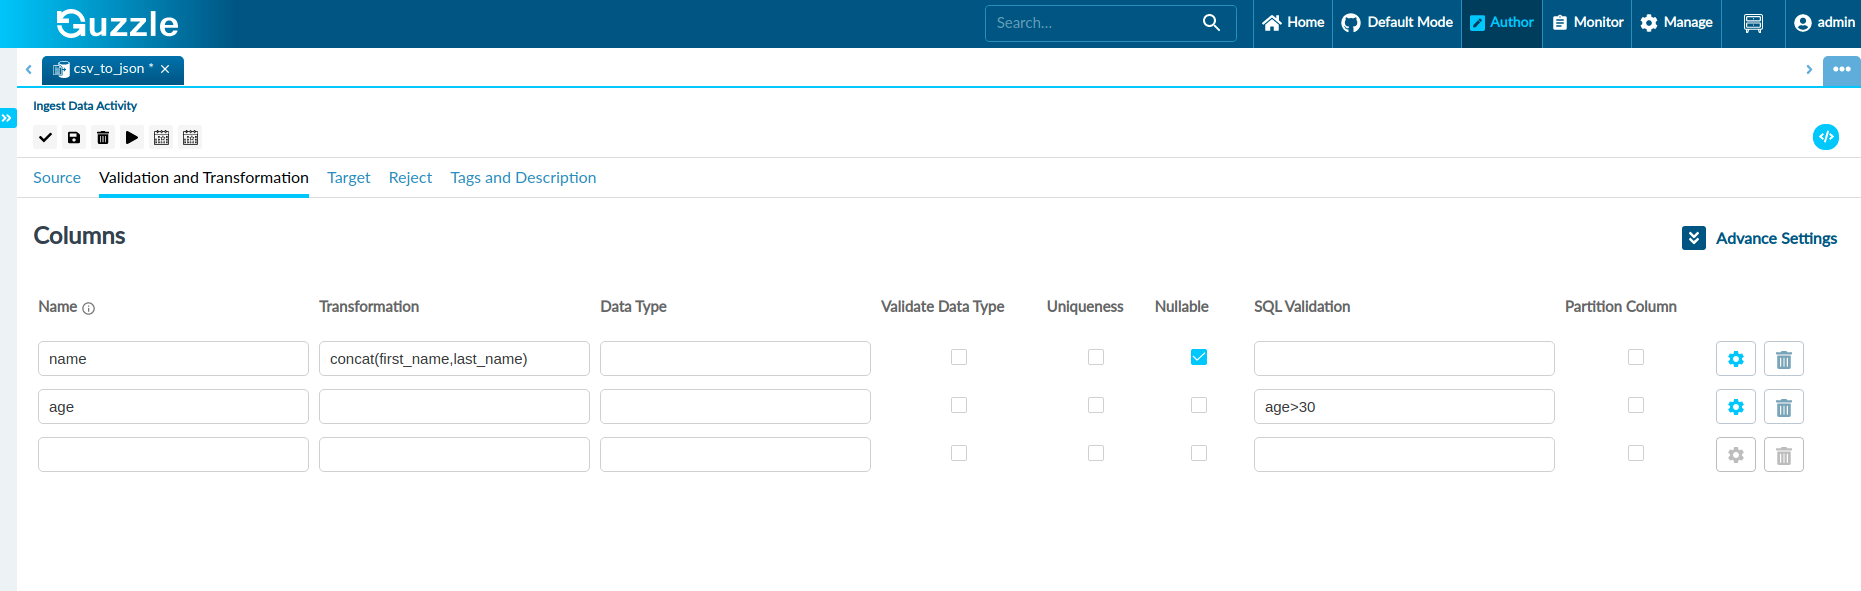 Guzzle
Search...
Home
Default Mode
Author
Monitor
Manage
admin
csv_to_json *
Ingest Data Activity
Source
Validation and Transformation
Target
Reject
Tags and Description
Columns
Advance Settings
Name
Transformation
Data Type
Validate Data Type
Uniqueness
Nullable
SQL Validation
Partition Column
name
concat(first_name,last_name)
age
age>30